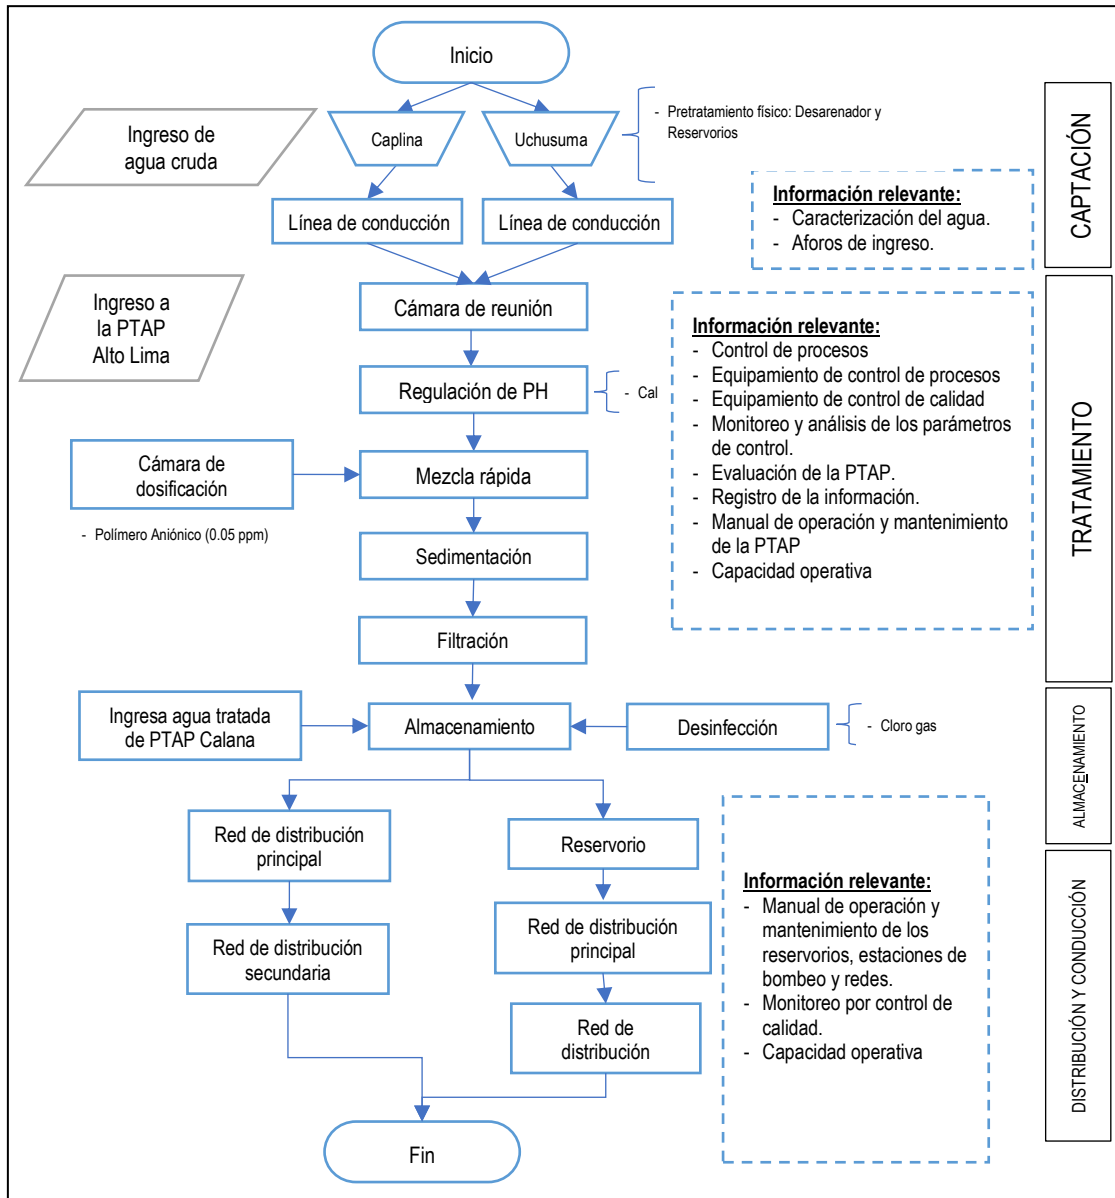 Inicio
Ingreso de
agua cruda
Caplina
Uchusuma
- Pretratamiento físico: Desarenador y
Reservorios
CAPTACIÓN
Línea de conducción
Línea de conducción
Información relevante:
- Caracterización del agua.
- Aforos de ingreso.
Ingreso a
la PTAP
Alto Lima
Cámara de reunión
Regulación de PH
- Cal
Cámara de
dosificación
Mezcla rápida
- Polímero Aniónico (0.05 ppm)
Sedimentación
Filtración
Información relevante:
- Control de procesos
- Equipamiento de control de procesos
- Equipamiento de control de calidad
- Monitoreo y análisis de los parámetros
de control.
- Evaluación de la PTAP.
- Registro de la información.
- Manual de operación y mantenimiento
de la PTAP
- Capacidad operativa
TRATAMIENTO
Ingresa agua tratada
de PTAP Calana
Almacenamiento
Desinfección
- Cloro gas
ALMACENAMIENTO
Red de distribución
principal
Reservorio
Red de distribución
secundaria
Red de distribución
principal
Red de
distribución
Información relevante:
- Manual de operación y
mantenimiento de los
reservorios, estaciones de
bombeo y redes.
- Monitoreo por control de
calidad.
- Capacidad operativa
DISTRIBUCIÓN Y CONDUCCIÓN
Fin